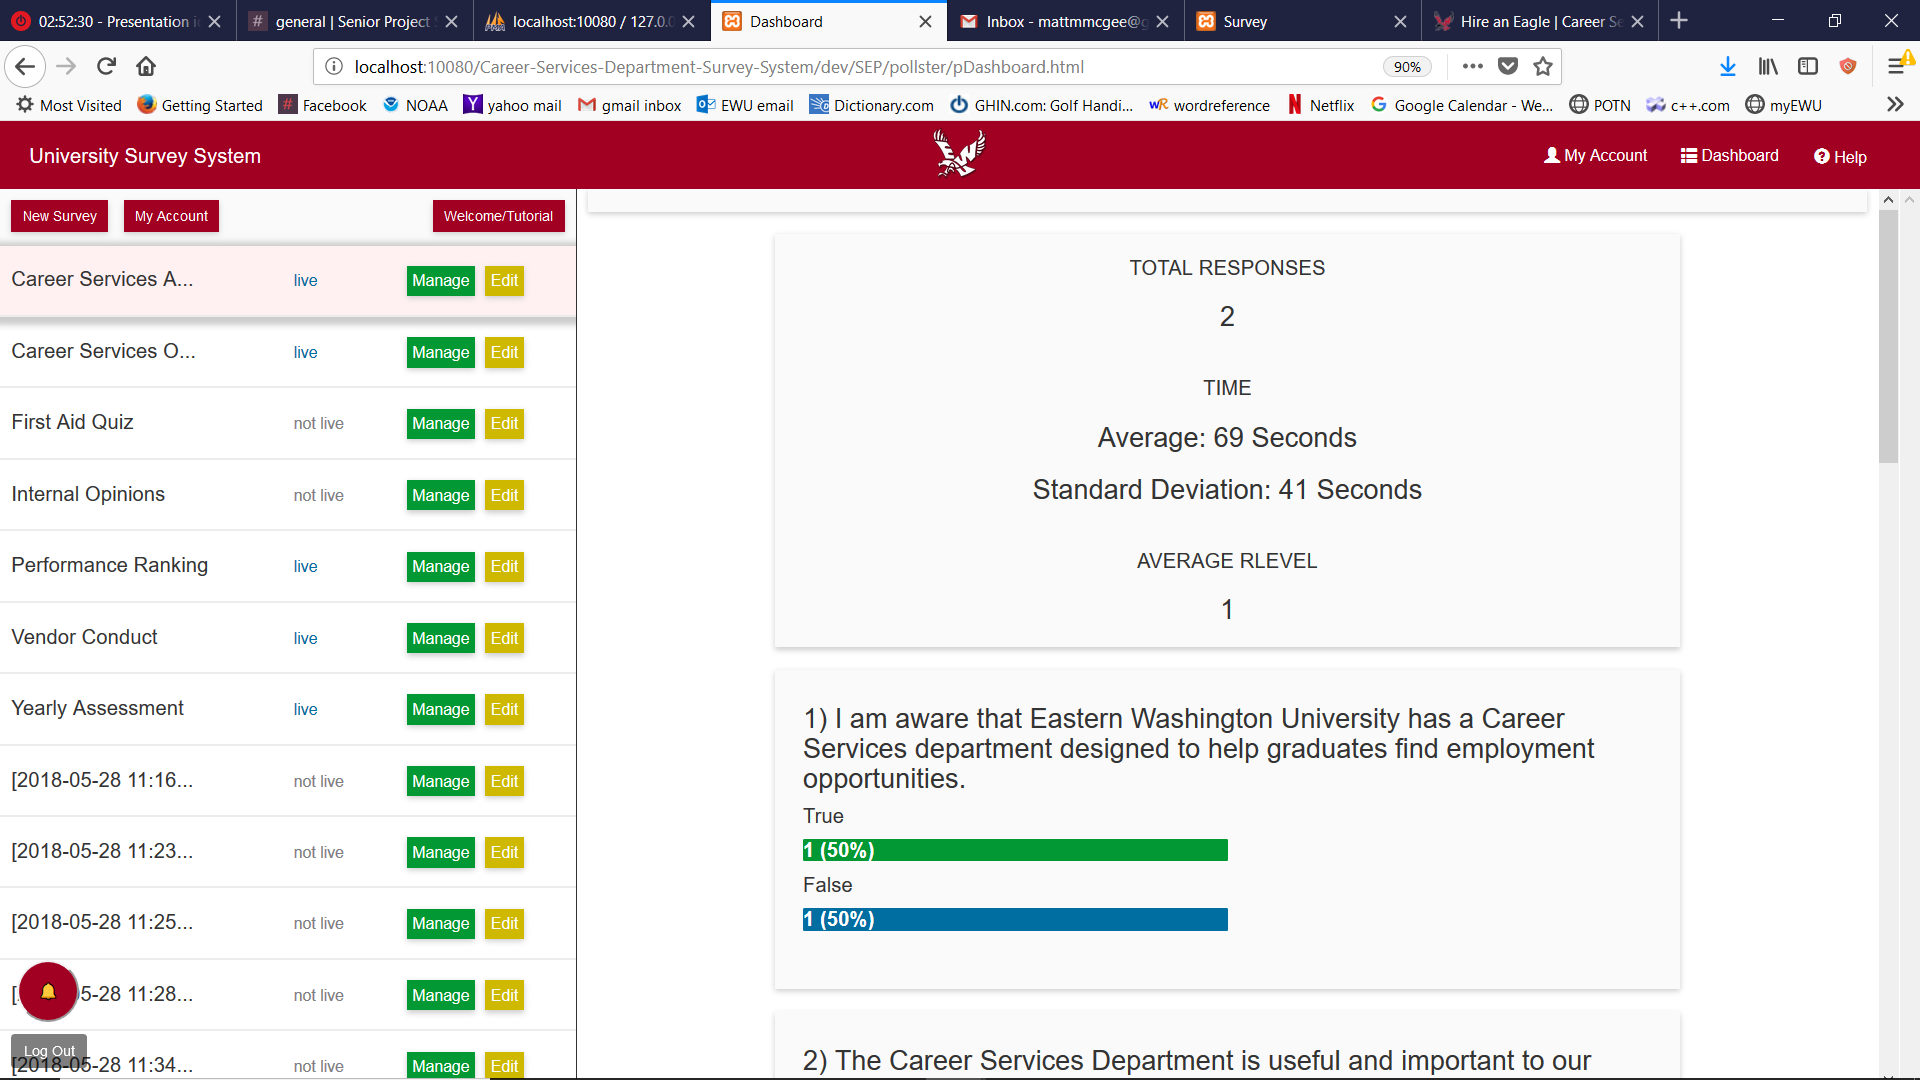 02:52:30 - Presentation i
general | Senior Project
localhost:10080 / 127.0.0
Dashboard
Inbox - mattmmcgee@g
Survey
Hire an Eagle | Career Se
localhost:10080/Career-Services-Department-Survey-System/dev/SEP/pollster/pDashboard.html
90%
Most Visited
Getting Started
Facebook
NOAA
yahoo mail
gmail inbox
EWU email
Dictionary.com
GHIN.com: Golf Handi...
wordreference
Netflix
Google Calendar - We...
POTN
c++.com
myEWU
University Survey System
My Account
Dashboard
Help
New Survey
My Account
Welcome/Tutorial
Career Services A... live Manage Edit
Career Services O... live Manage Edit
First Aid Quiz not live Manage Edit
Internal Opinions not live Manage Edit
Performance Ranking live Manage Edit
Vendor Conduct live Manage Edit
Yearly Assessment live Manage Edit
[2018-05-28 11:16... not live Manage Edit
[2018-05-28 11:23... not live Manage Edit
[2018-05-28 11:25... not live Manage Edit
5-28 11:28... not live Manage Edit
Log Out
[2018-05-28 11:34... not live Manage Edit
TOTAL RESPONSES
2
TIME
Average: 69 Seconds
Standard Deviation: 41 Seconds
AVERAGE RLEVEL
1
1) I am aware that Eastern Washington University has a Career
Services department designed to help graduates find employment
opportunities.
True
1 (50%)
False
1 (50%)
2) The Career Services Department is useful and important to our